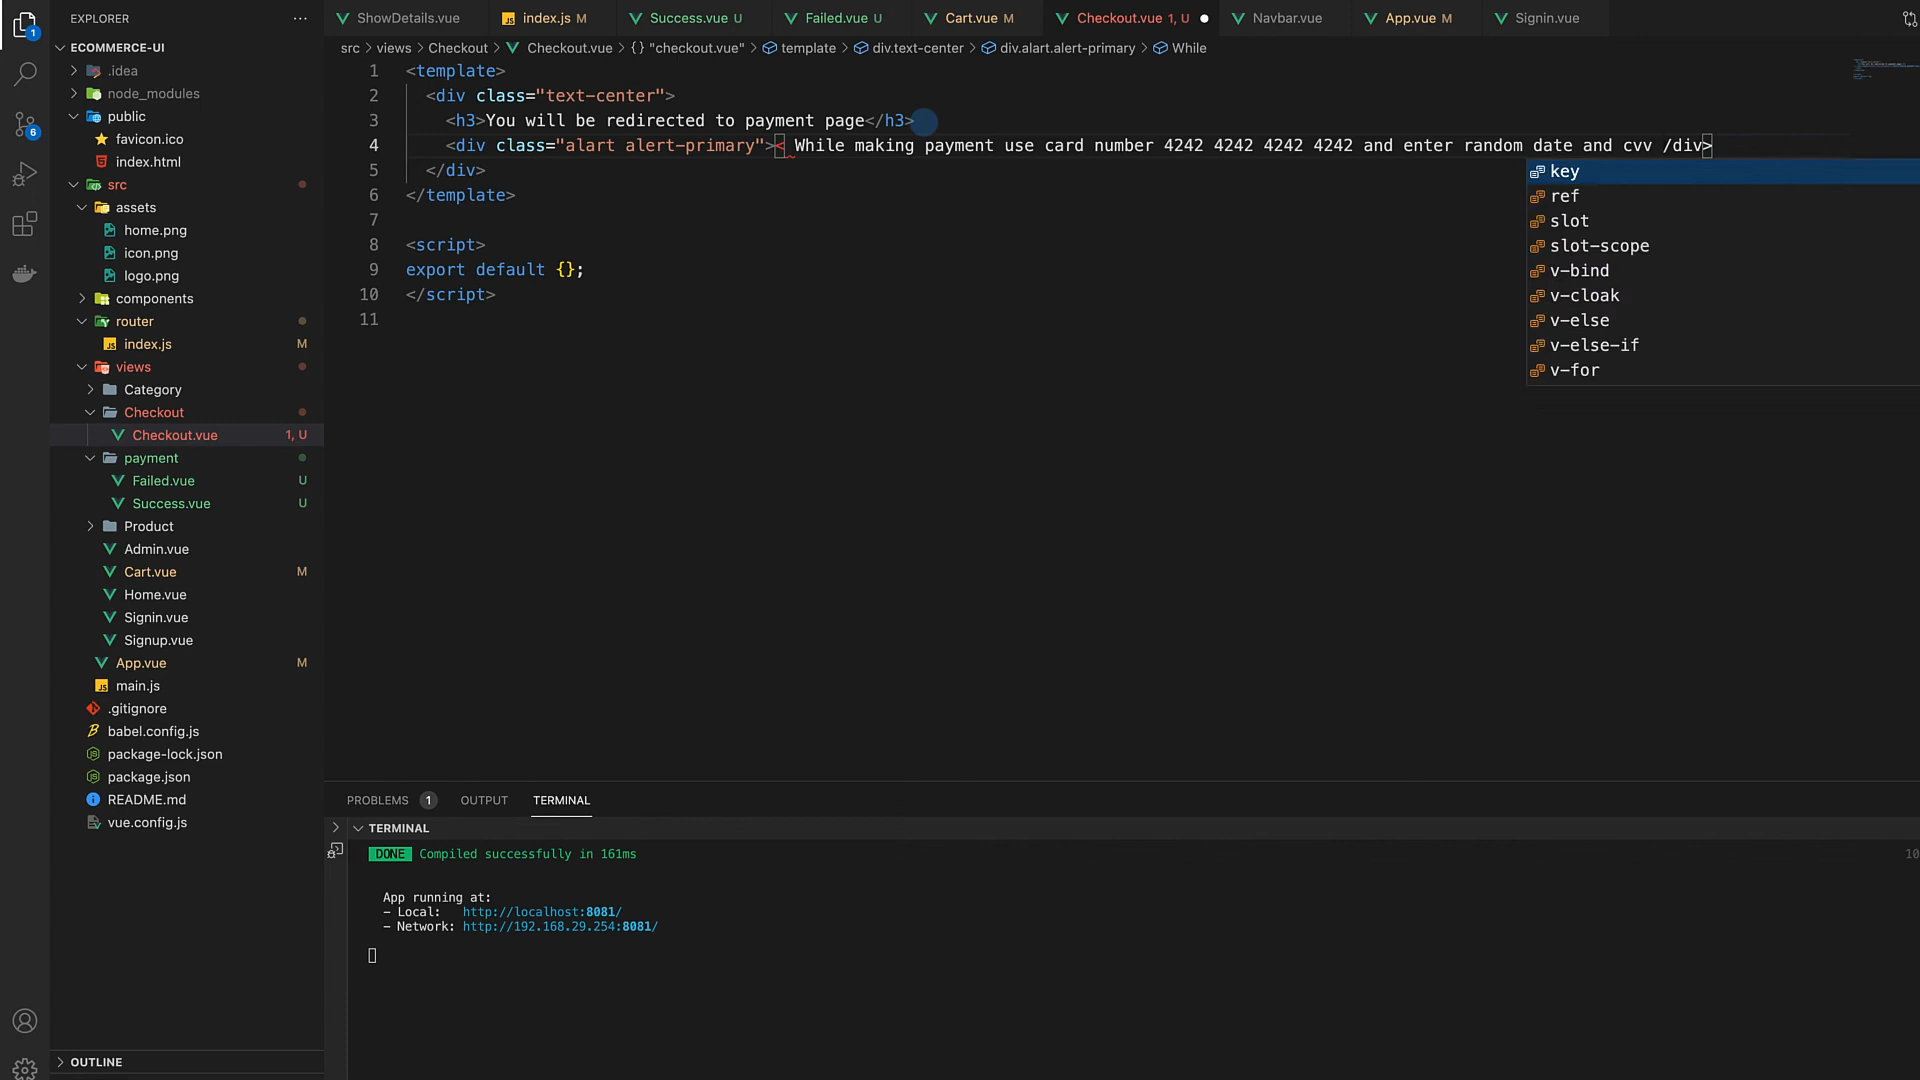 EXPLORER
ShowDetails.vue
index.js M
Success.vue U
Failed.vue U
Cart.vue M
Checkout.vue 1, U
Navbar.vue
App.vue M
Signin.vue
src > views > Checkout > Checkout.vue > {} "checkout.vue" > template > div.text-center > div.alart.alert-primary > While
ECOMMERCE-UI
.idea
node_modules
public
favicon.ico
index.html
src
assets
home.png
icon.png
logo.png
components
router
index.js M
views
Category
Checkout
Checkout.vue 1, U
payment
Failed.vue U
Success.vue U
Product
Admin.vue
Cart.vue M
Home.vue
Signin.vue
Signup.vue
App.vue M
main.js
.gitignore
babel.config.js
package-lock.json
package.json
README.md
vue.config.js
OUTLINE
1
6
1 <template>
2 <div class="text-center">
3 <h3>You will be redirected to payment page</h3>
4 <div class="alart alert-primary">< While making payment use card number 4242 4242 4242 4242 and enter random date and cvv /div>
5 </div>
6 </template>
7
8 <script>
9 export default {};
10 </script>
11
key
ref
slot
slot-scope
v-bind
v-cloak
v-else
v-else-if
v-for
PROBLEMS 1 OUTPUT TERMINAL
TERMINAL
DONE Compiled successfully in 161ms
10
App running at:
- Local: http://localhost:8081/
- Network: http://192.168.29.254:8081/